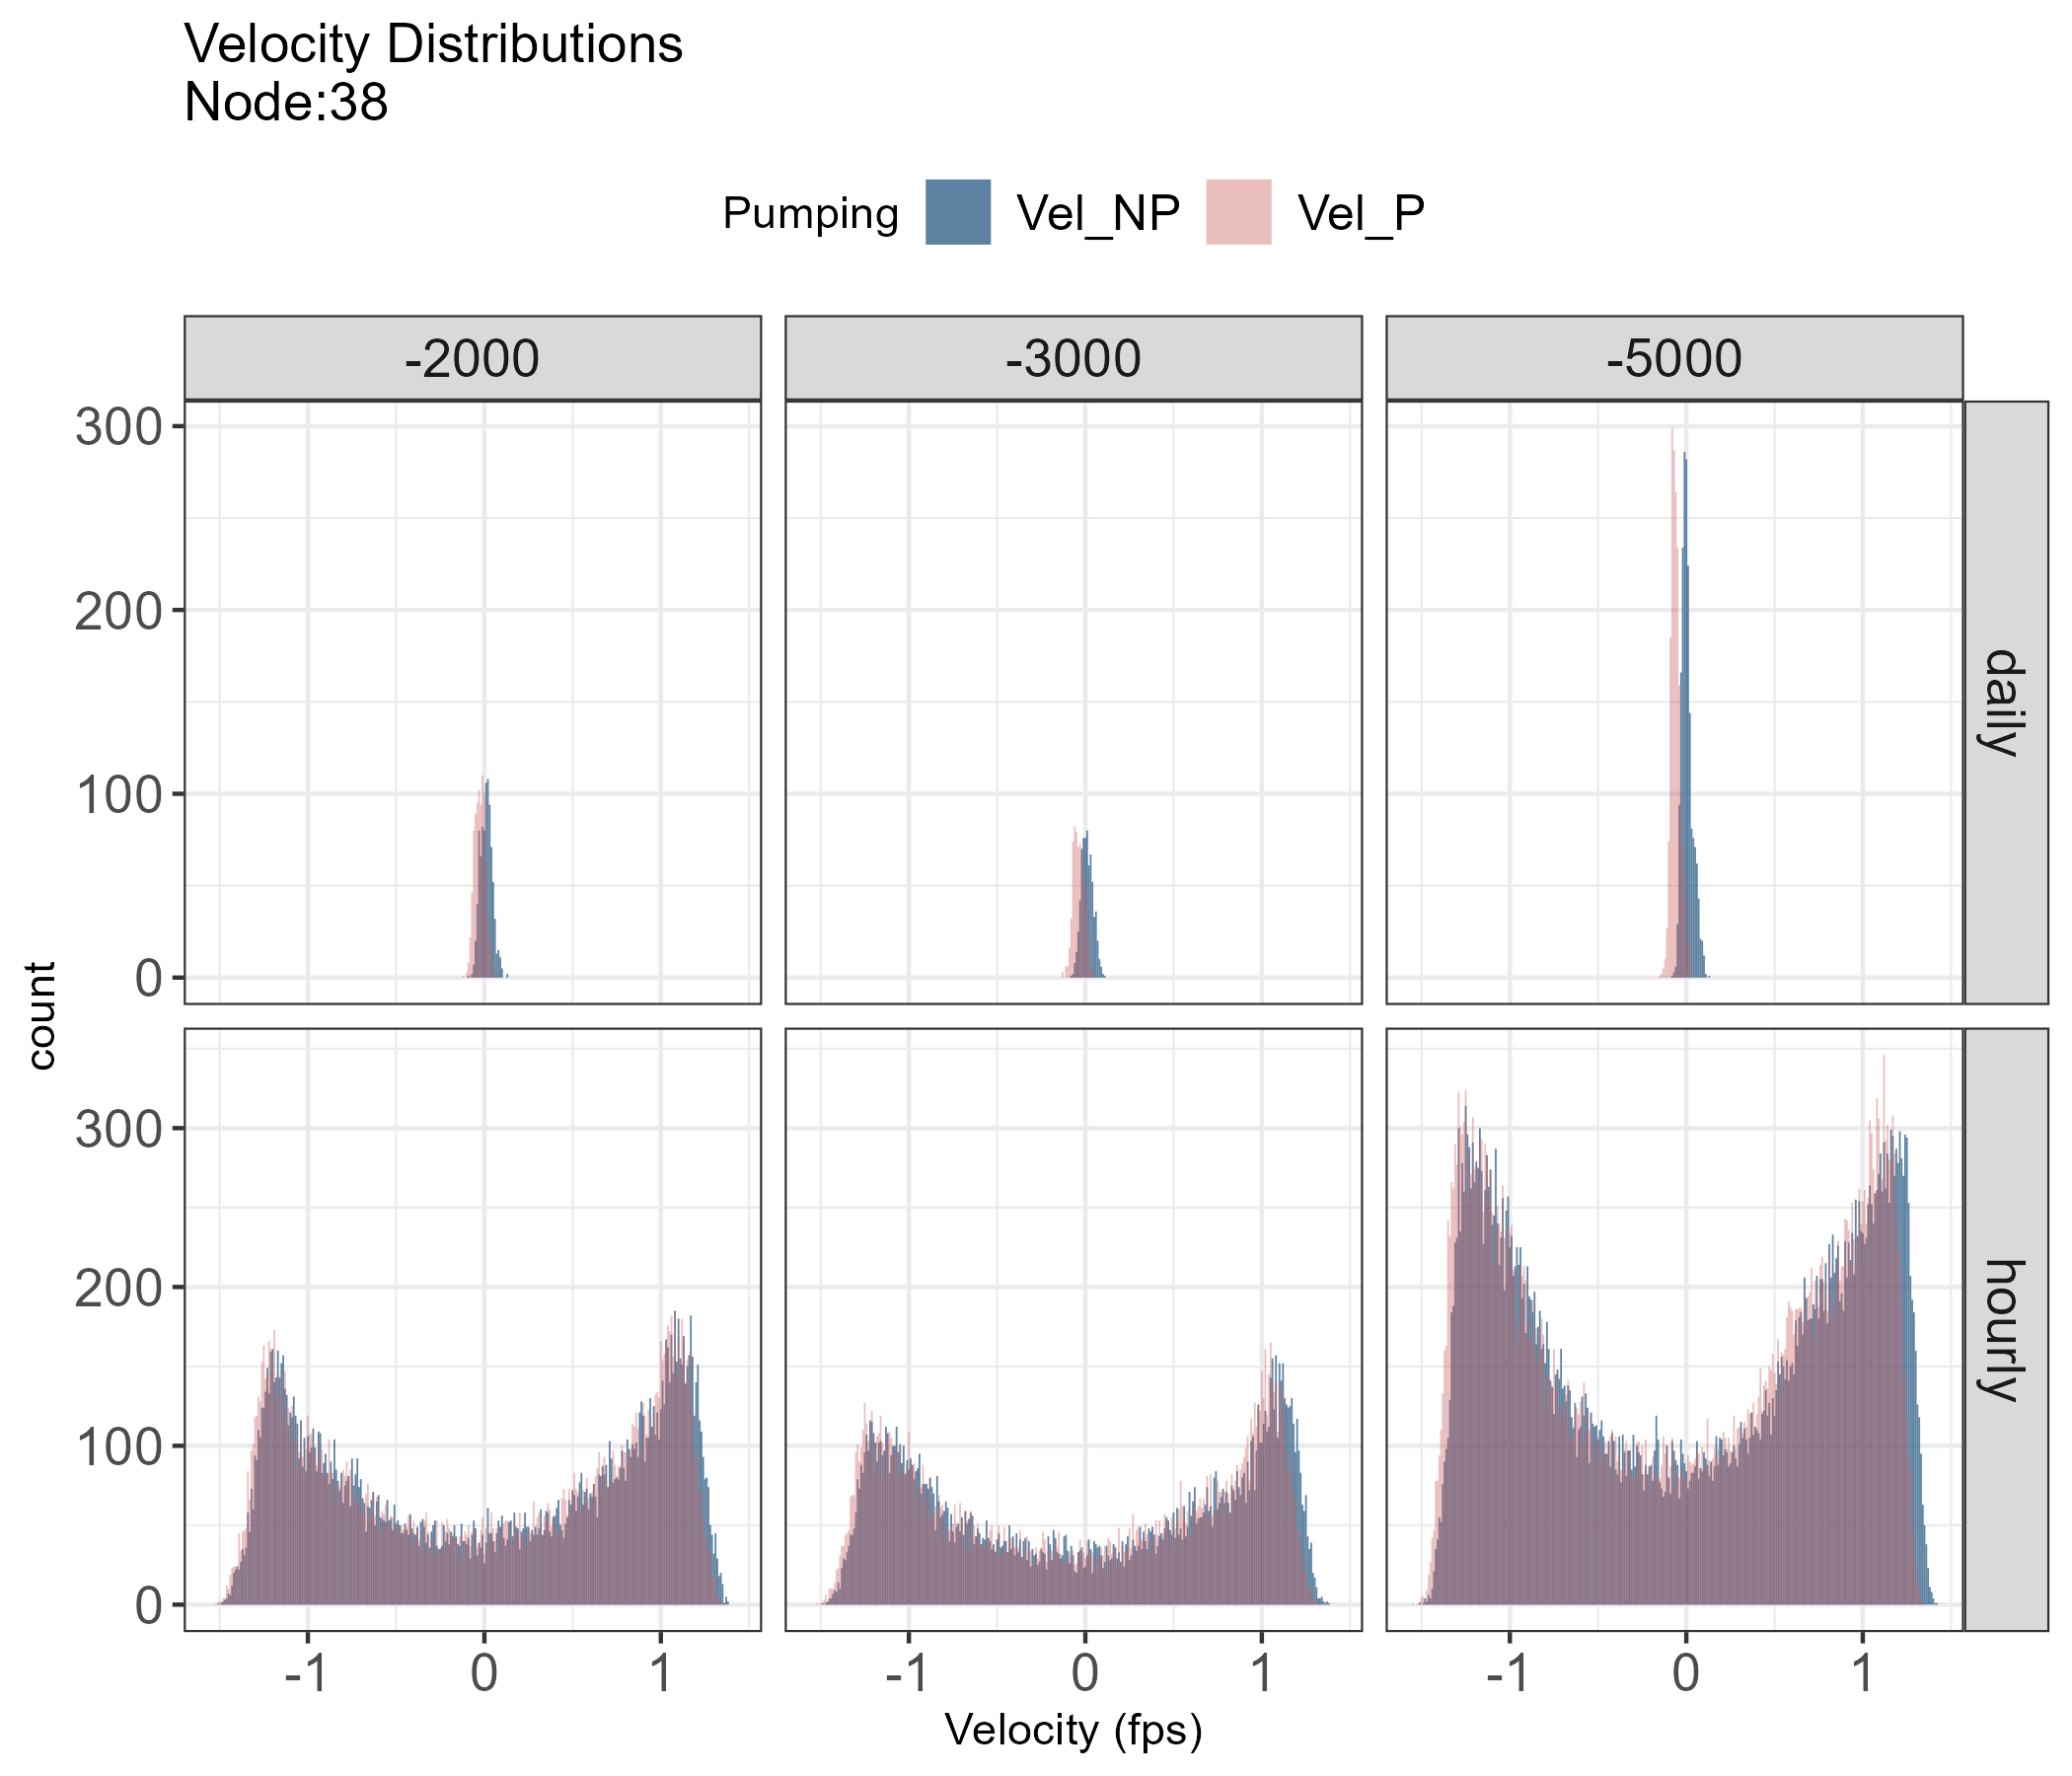 Velocity Distributions
Node:38
Pumping Vel_NP Vel_P
-2000 -3000 -5000
300
200
100
0
daily
count
300
200
100
0
hourly
-1 0 1 -1 0 1 -1 0 1
Velocity (fps)